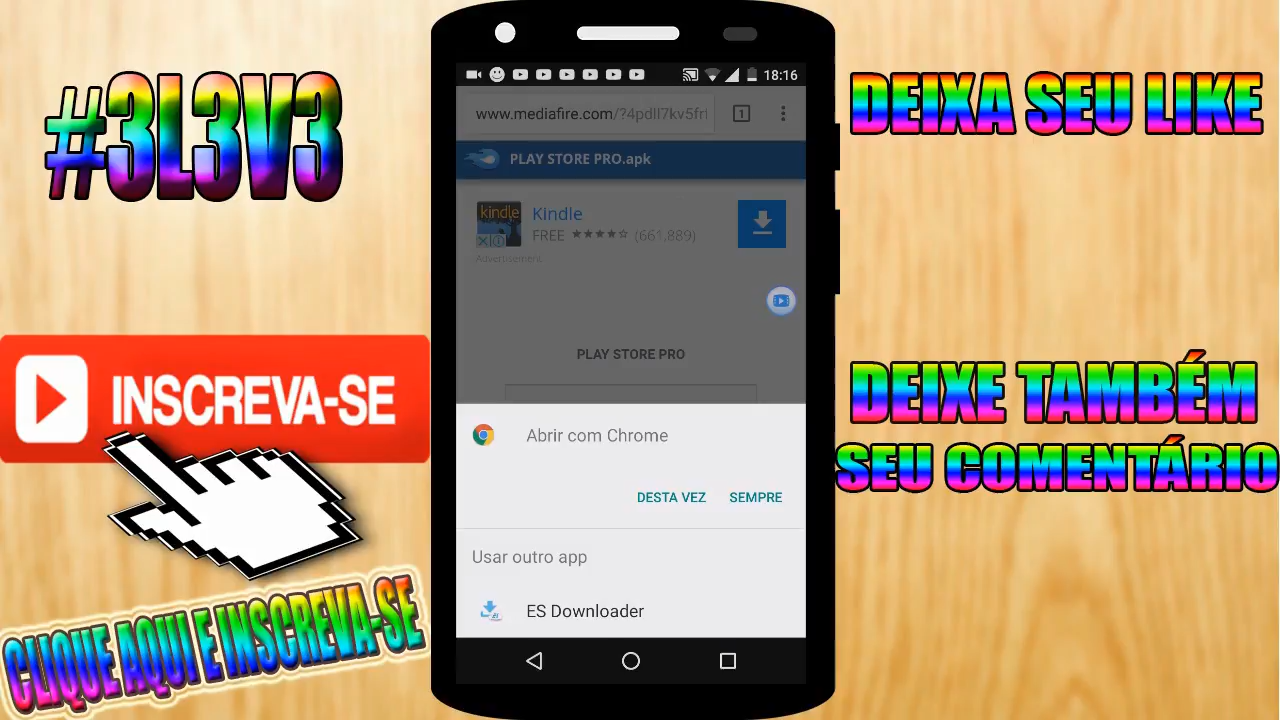 #3L3V3
INSCREVA-SE
CLIQUE AQUI E INSCREVA-SE
18:16
www.mediafire.com/?4pdll7kv5fr
1
PLAY STORE PRO.apk
kindle
Kindle
FREE ★★★★☆ (661,889)
Advertisement
PLAY STORE PRO
Abrir com Chrome
DESTA VEZ SEMPRE
Usar outro app
ES Downloader
DEIXA SEU LIKE
DEIXE TAMBÉM
SEU COMENTÁRIO